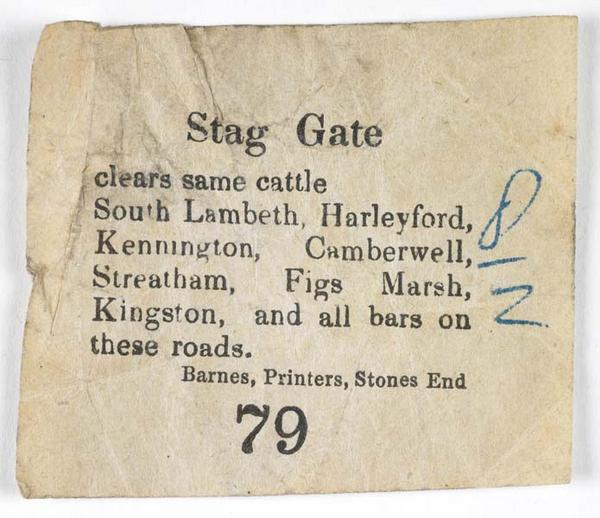 Stag Gate
clears same cattle
South Lambeth, Harleyford,
Kennington, Camberwell,
Streatham, Figs Marsh,
Kingston, and all bars on
these roads.
Barnes, Printers, Stones End
79